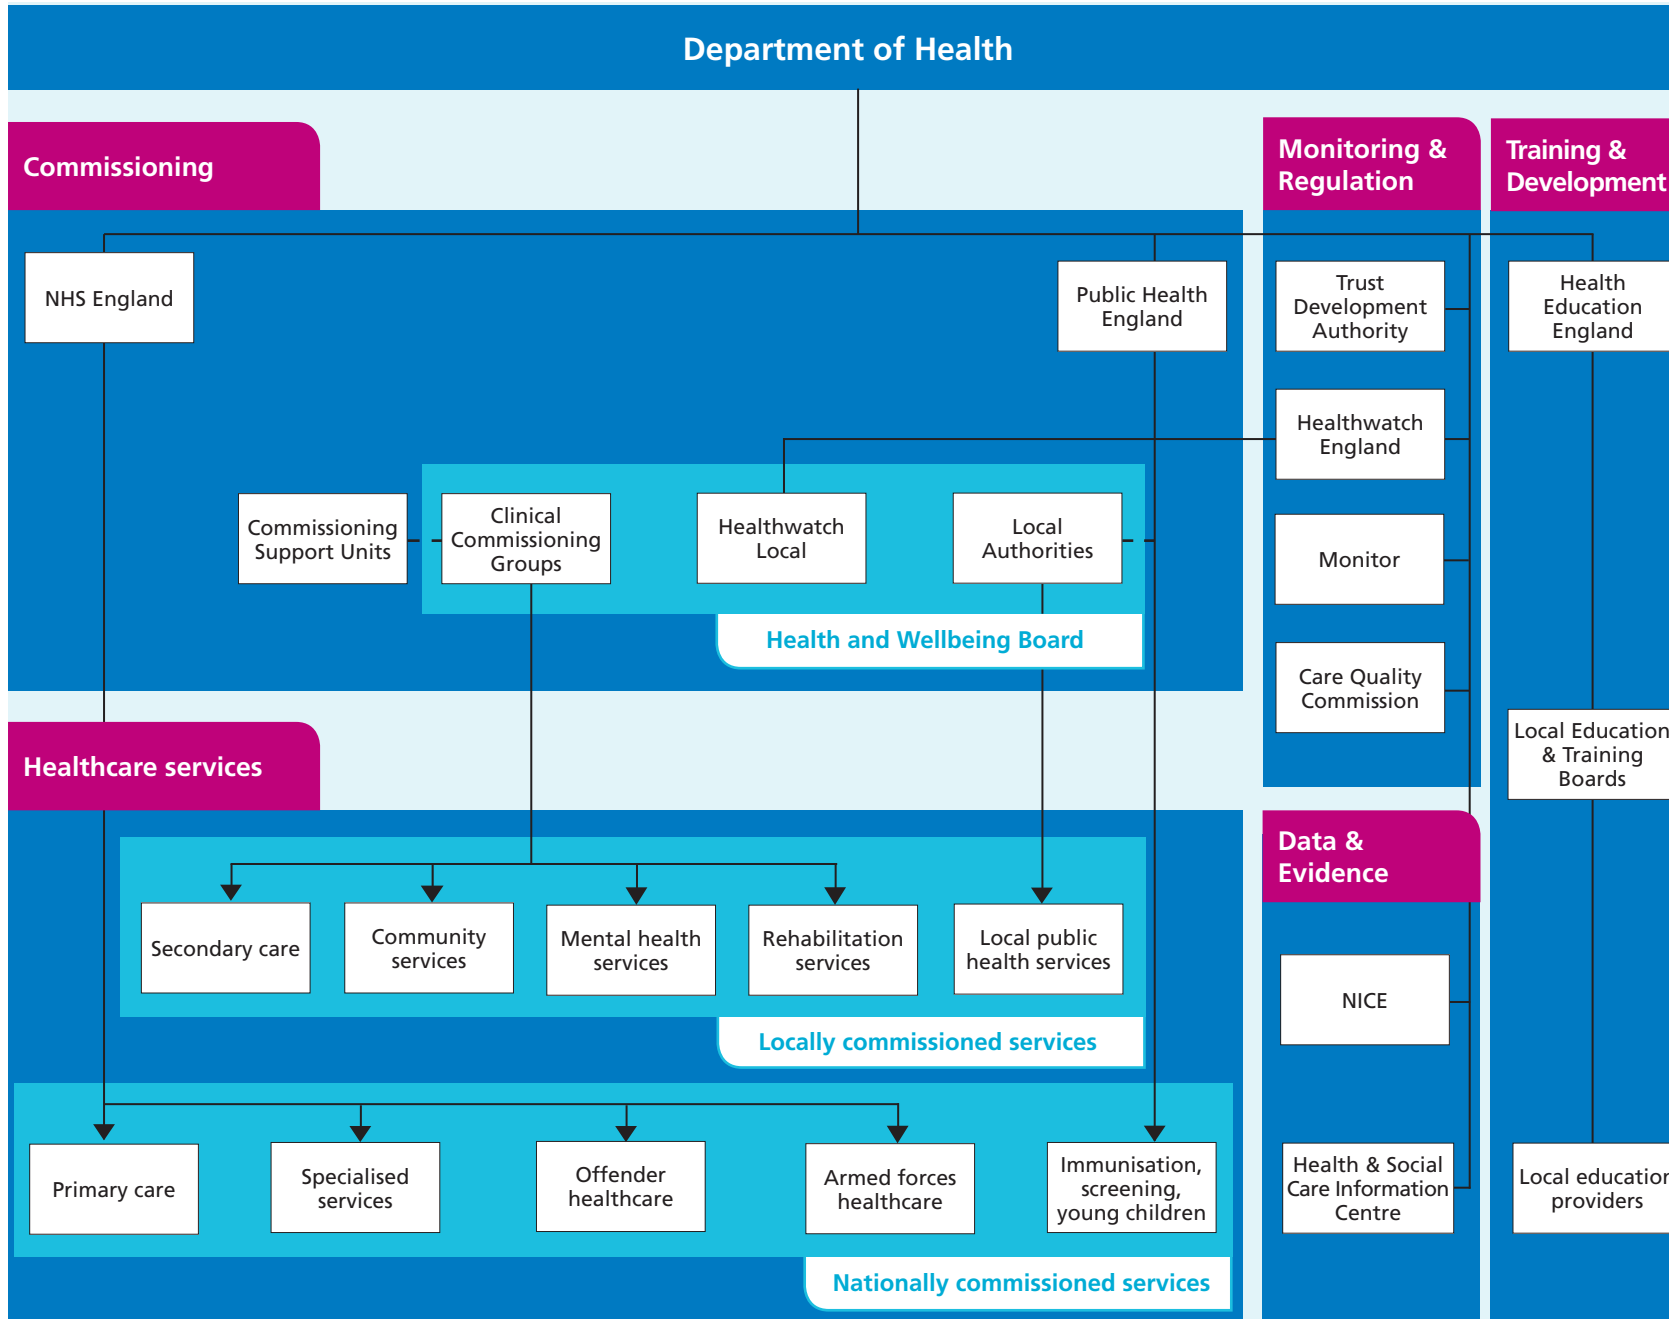 Department of Health
Commissioning
Monitoring &
Regulation
Training &
Development
NHS England
Public Health
England
Trust
Development
Authority
Health
Education
England
Healthwatch
England
Commissioning
Support Units
Clinical
Commissioning
Groups
Healthwatch
Local
Local
Authorities
Monitor
Health and Wellbeing Board
Care Quality
Commission
Local Education
& Training
Boards
Healthcare services
Data &
Evidence
Secondary care
Community
services
Mental health
services
Rehabilitation
services
Local public
health services
NICE
Locally commissioned services
Primary care
Specialised
services
Offender
healthcare
Armed forces
healthcare
Immunisation,
screening,
young children
Health & Social
Care Information
Centre
Local education
providers
Nationally commissioned services